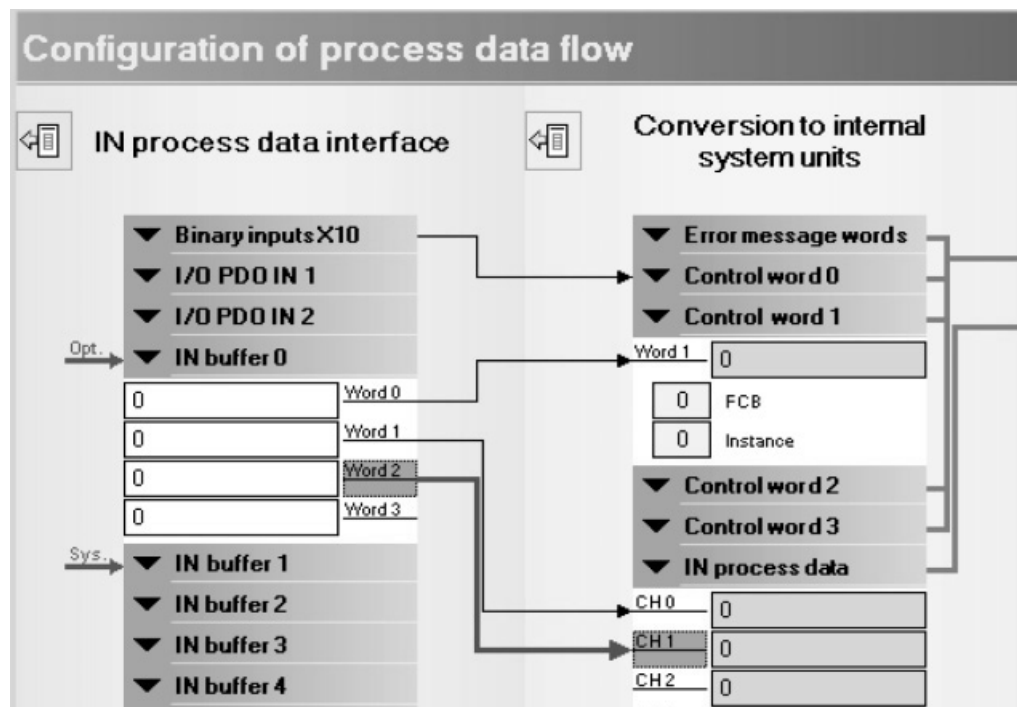 Configuration of process data flow
IN process data interface
Binary inputs X10
I/O PDO IN 1
I/O PDO IN 2
Opt.
IN buffer 0
0
Word 0
0
Word 1
0
Word 2
0
Word 3
Sys.
IN buffer 1
IN buffer 2
IN buffer 3
IN buffer 4
Conversion to internal
system units
Error message words
Control word 0
Control word 1
Word 1
0
0
FCB
0
Instance
Control word 2
Control word 3
IN process data
CH 0
0
CH 1
0
CH 2
0